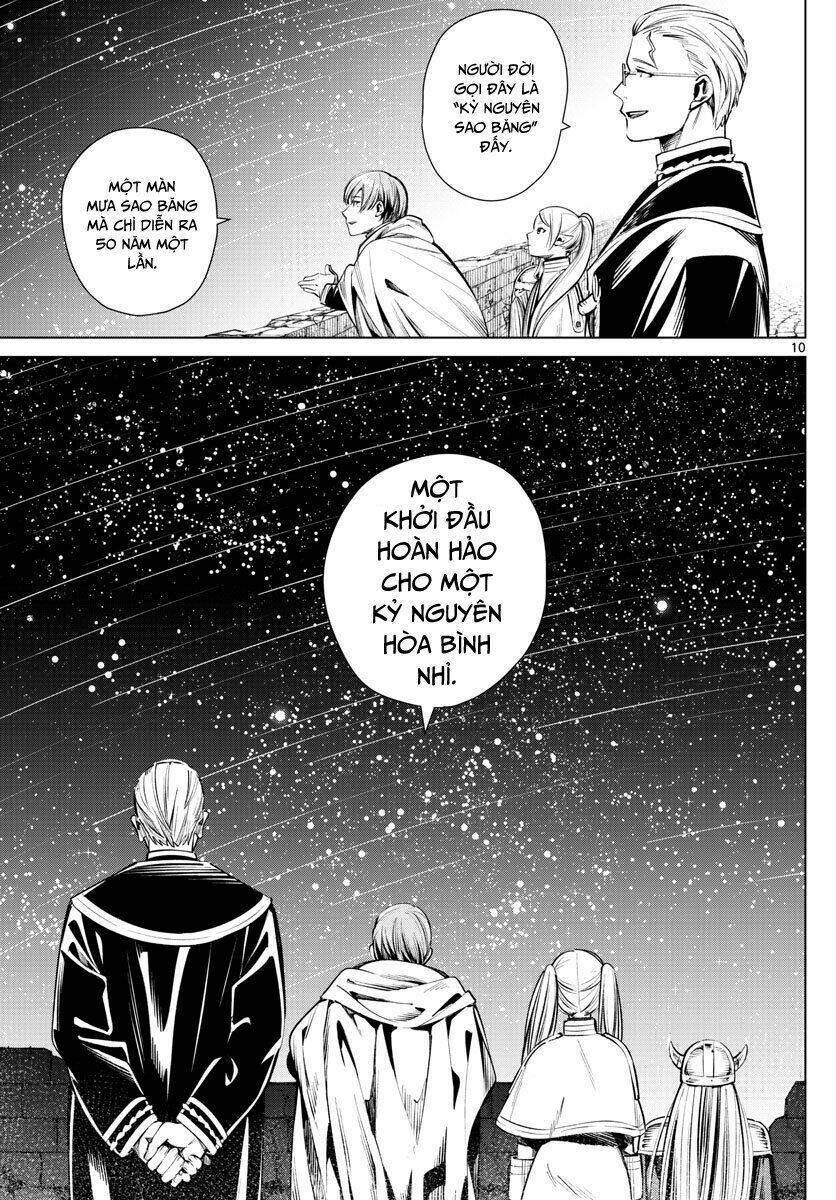 NGƯỜI ĐỜI
GỌI ĐÂY LÀ
"KỶ NGUYÊN
SAO BĂNG"
ĐẤY.
MỘT MÀN
MƯA SAO BĂNG
MÀ CHỈ DIỄN RA
50 NĂM MỘT
LẦN.
10
MỘT
KHỞI ĐẦU
HOÀN HẢO
CHO MỘT
KỶ NGUYÊN
HÒA BÌNH
NHỈ.